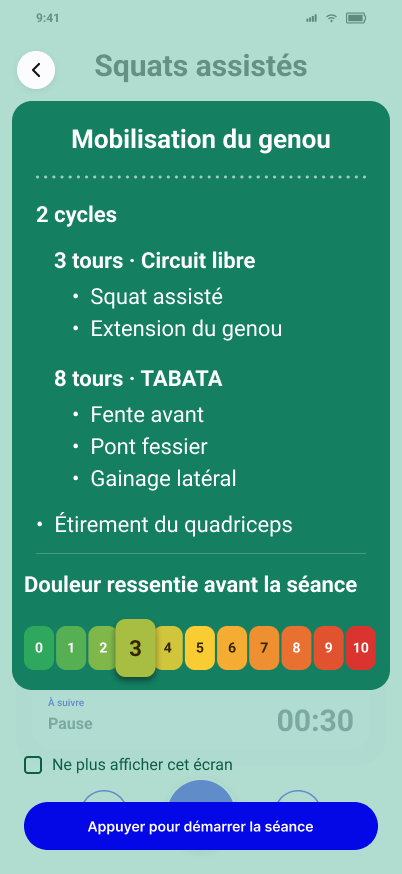 9:41
Squats assistés
Mobilisation du genou
2 cycles
3 tours · Circuit libre
• Squat assisté
• Extension du genou
8 tours · TABATA
• Fente avant
• Pont fessier
• Gainage latéral
• Étirement du quadriceps
Douleur ressentie avant la séance
0 1 2 3 4 5 6 7 8 9 10
À suivre
Pause 00:30
Ne plus afficher cet écran
Appuyer pour démarrer la séance